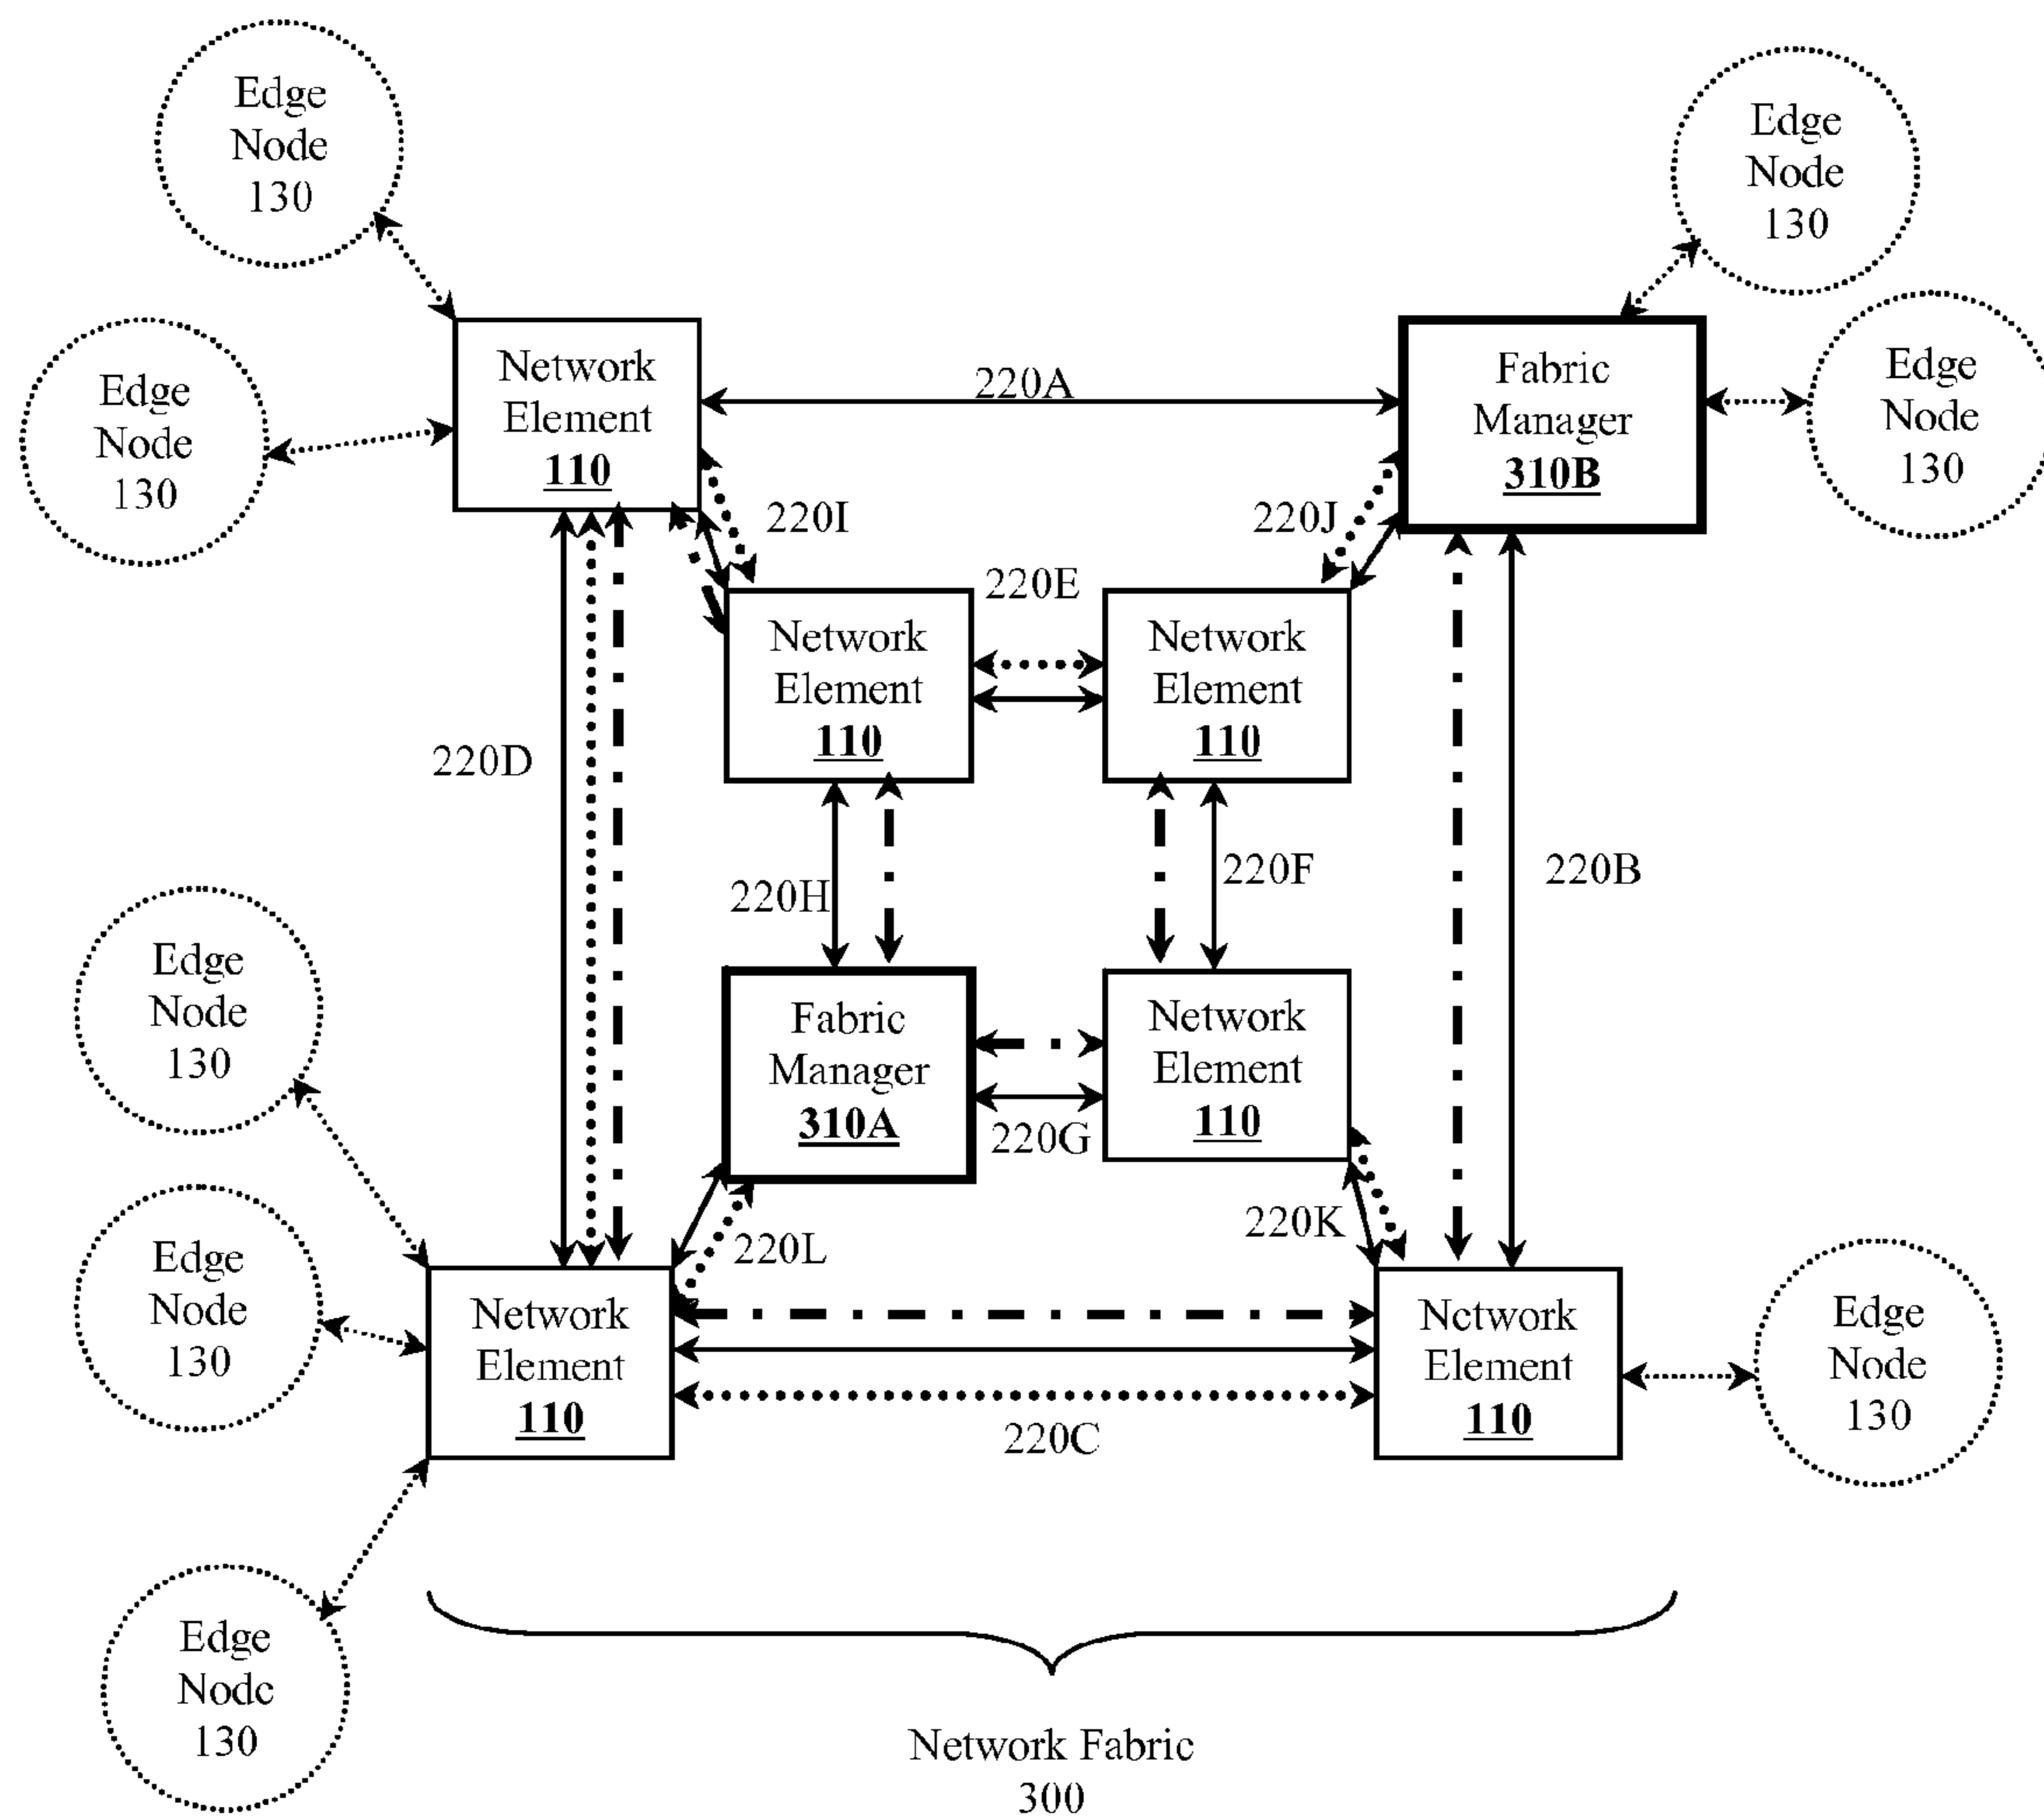 Edge
Node
130
Edge
Node
130
Edge
Node
130
Edge
Node
130
Network
Element
110
220A
Fabric
Manager
310B
220I
220J
220E
Network
Element
110
Network
Element
110
220D
220H
220F
220B
Edge
Node
130
Fabric
Manager
310A
Network
Element
110
220G
220L
220K
Edge
Node
130
Network
Element
110
Network
Element
110
Edge
Node
130
220C
Edge
Node
130
Network Fabric
300